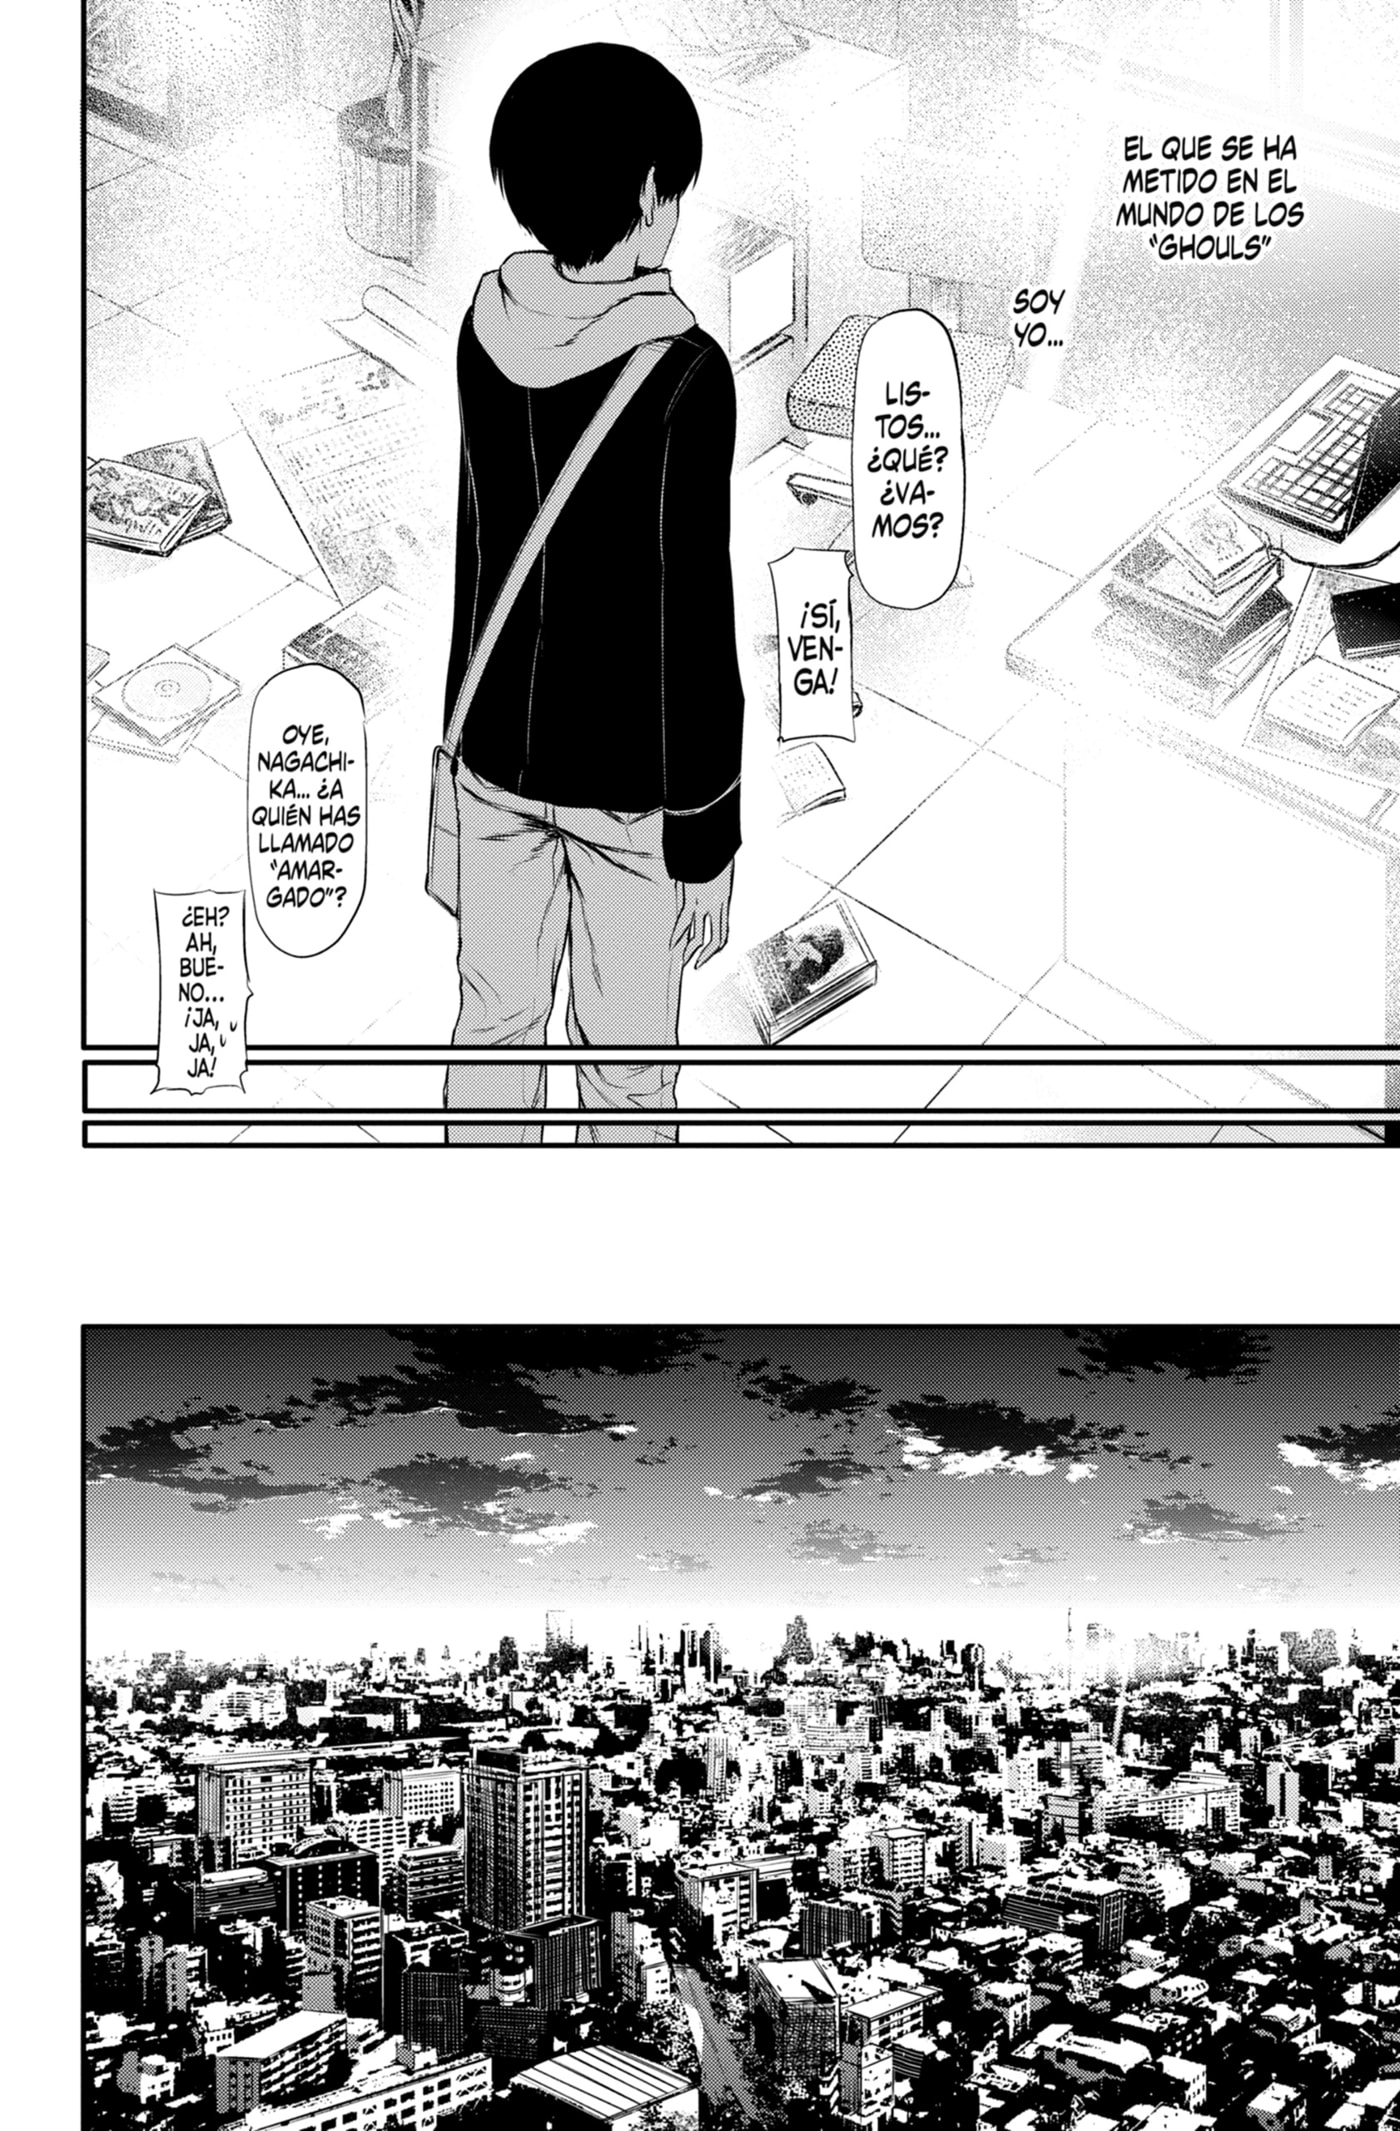 EL QUE SE HA
METIDO EN EL
MUNDO DE LOS
“GHOULS”
SOY
YO...
LIS-
TOS...
¿QUÉ?
¿VA-
MOS?
¡SÍ,
VEN-
GA!
OYE,
NAGACHI-
KA... ¿A
QUIÉN HAS
LLAMADO
“AMAR-
GADO”?
¿EH?
AH,
BUE-
NO...
¡JA,
JA,
JA!